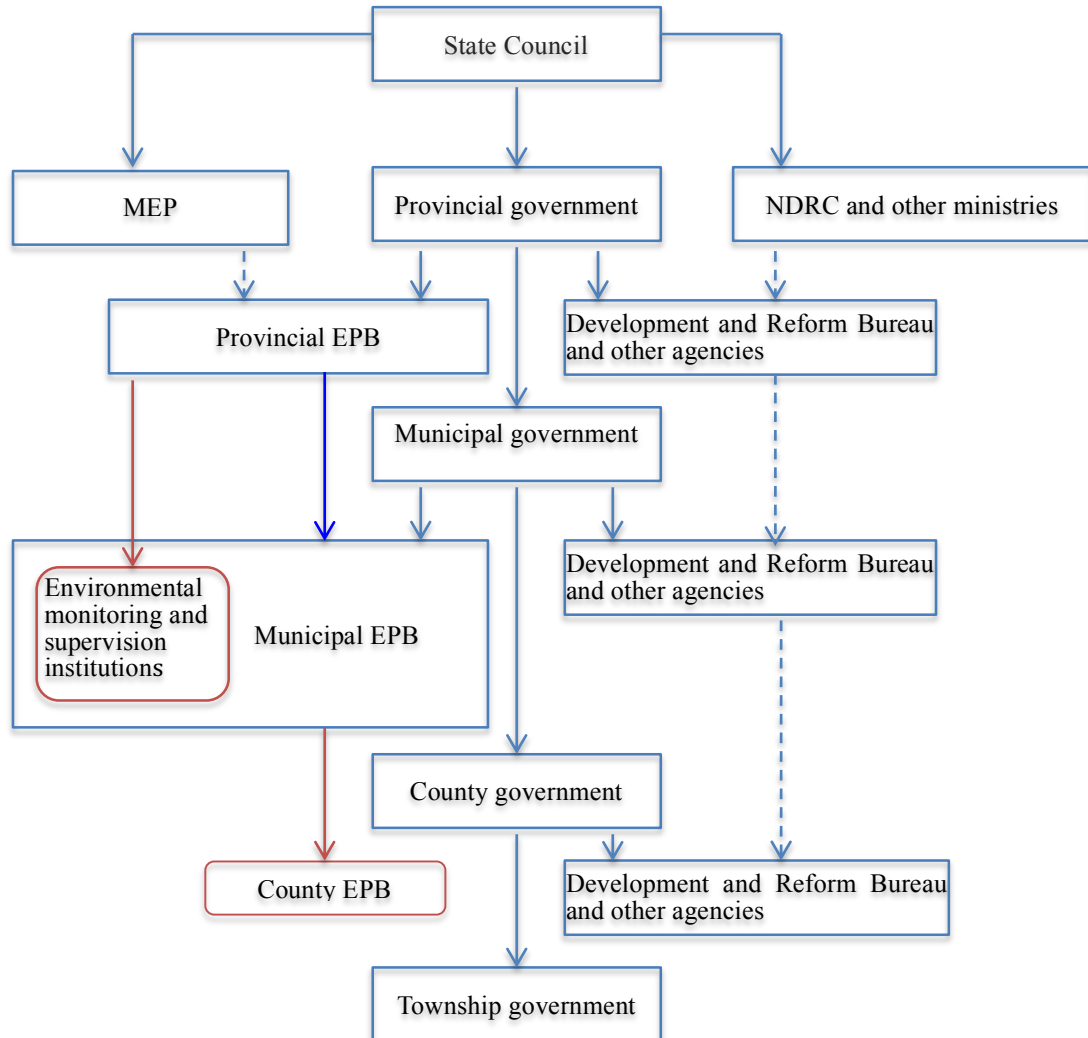 State Council
MEP
Provincial government
NDRC and other ministries
Provincial EPB
Development and Reform Bureau
and other agencies
Municipal government
Environmental
monitoring and
supervision
institutions
Municipal EPB
Development and Reform Bureau
and other agencies
County government
County EPB
Development and Reform Bureau
and other agencies
Township government